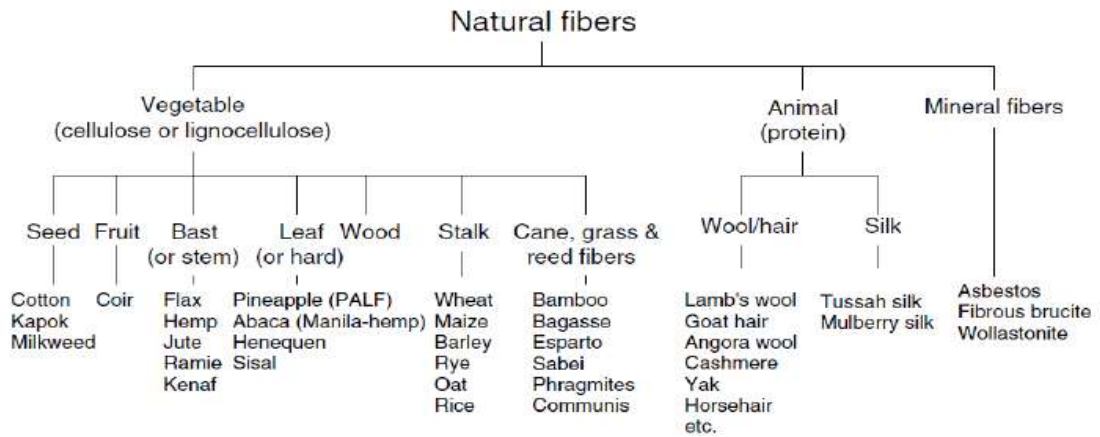 Natural fibers
Vegetable
(cellulose or lignocellulose)
Animal
(protein)
Mineral fibers
Seed
Fruit
Bast
(or stem)
Leaf
(or hard)
Wood
Stalk
Cane, grass &
reed fibers
Wool/hair
Silk
Cotton
Kapok
Milkweed
Coir
Flax
Hemp
Jute
Ramie
Kenaf
Pineapple (PALF)
Abaca (Manila-hemp)
Henequen
Sisal
Wheat
Maize
Barley
Rye
Oat
Rice
Bamboo
Bagasse
Esparto
Sabei
Phragmites
Communis
Lamb's wool
Goat hair
Angora wool
Cashmere
Yak
Horsehair
etc.
Tussah silk
Mulberry silk
Asbestos
Fibrous brucite
Wollastonite